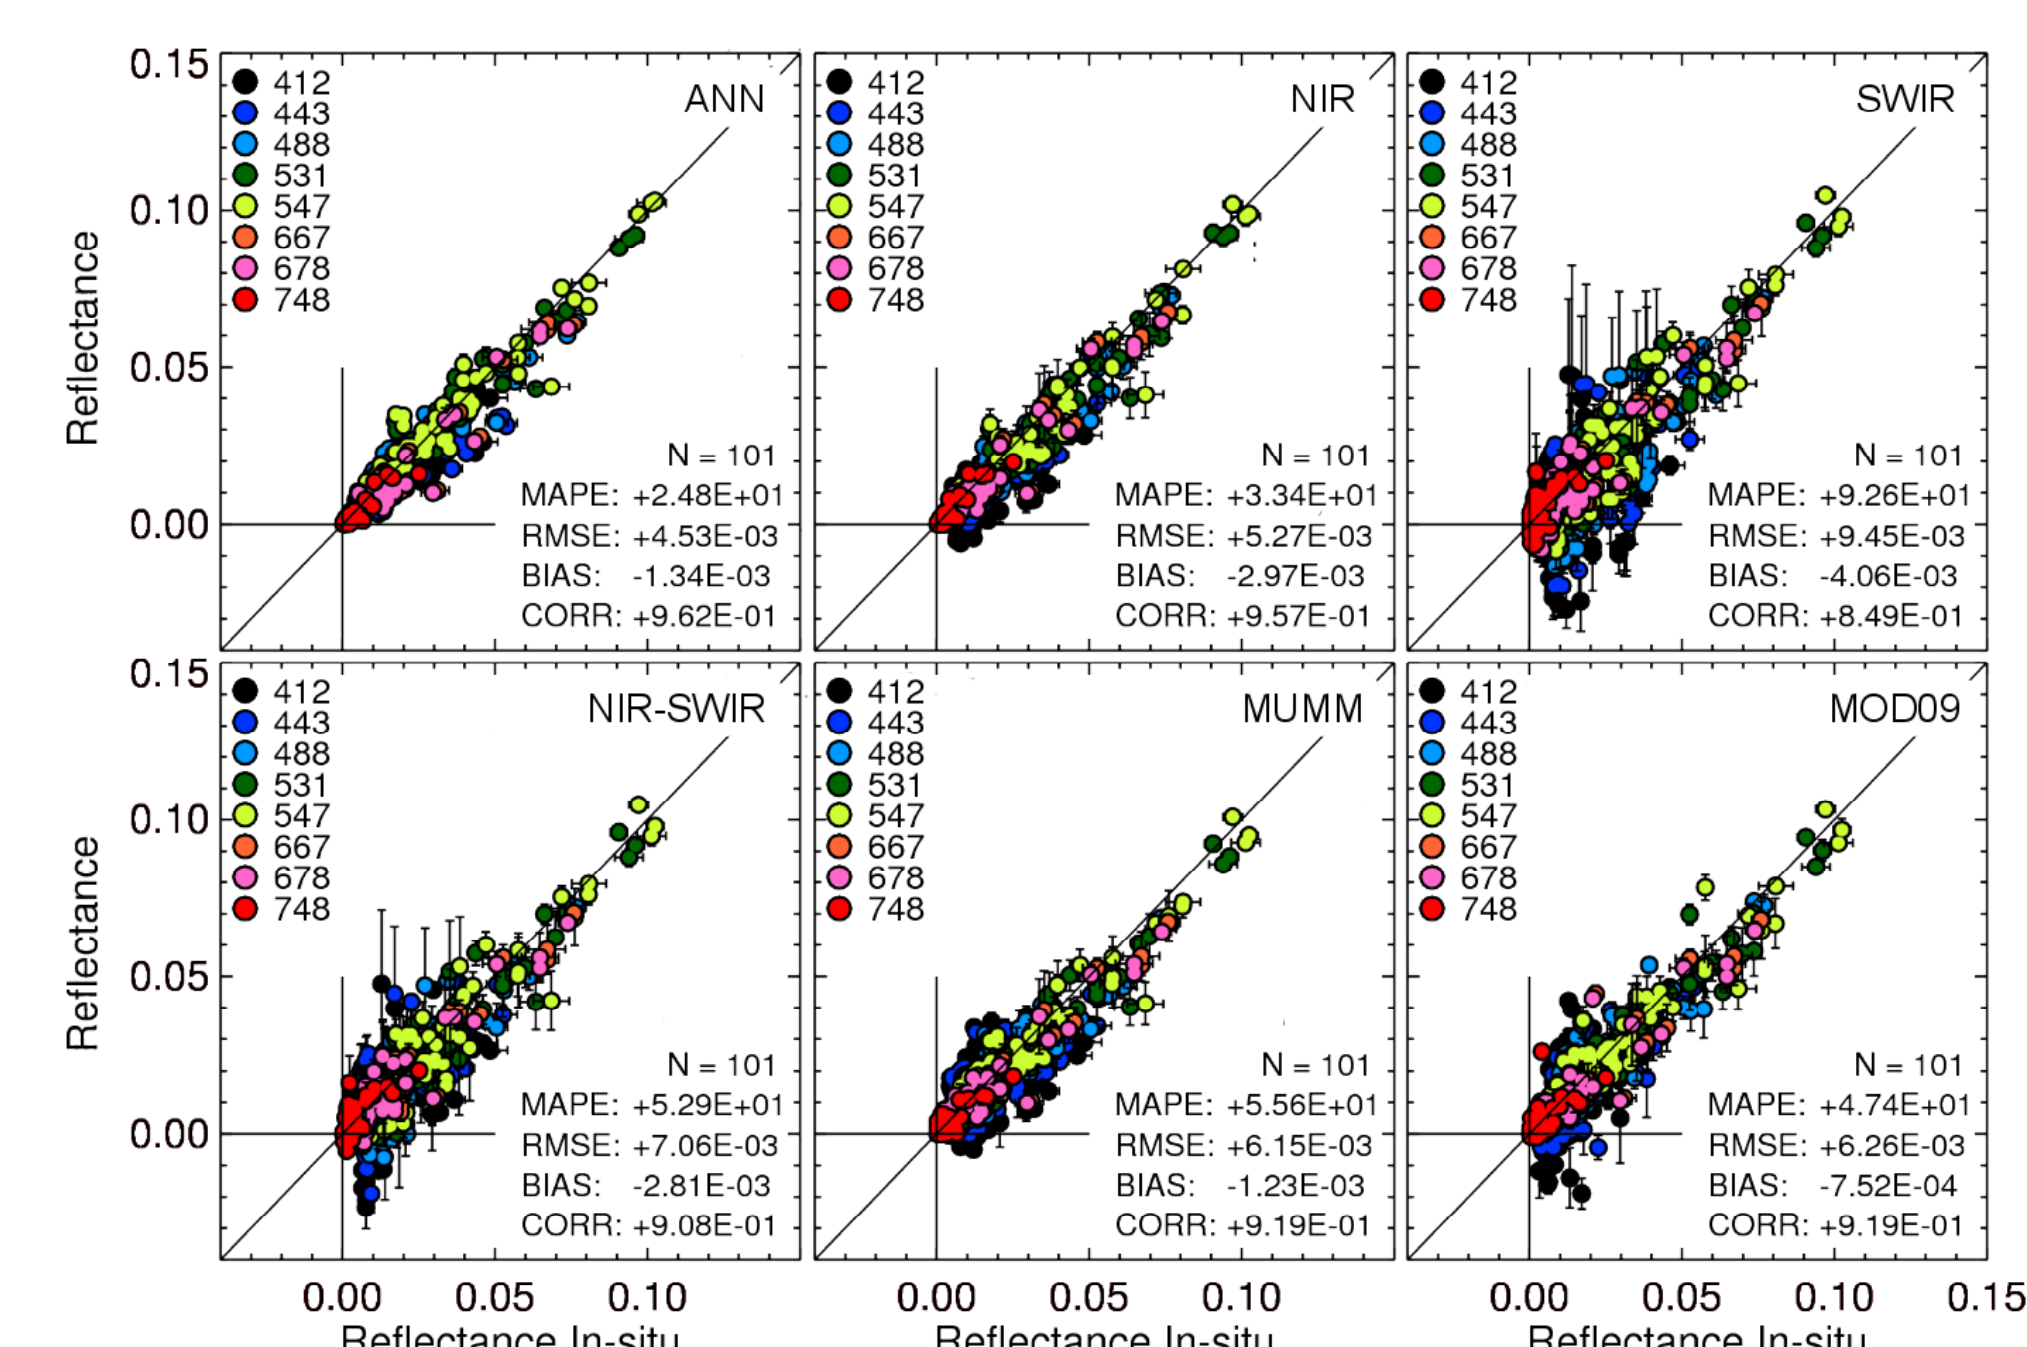 0.15
0.10
0.05
0.00
Reflectance
412
443
488
531
547
667
678
748
ANN
N = 101
MAPE: +2.48E+01
RMSE: +4.53E-03
BIAS: -1.34E-03
CORR: +9.62E-01
412
443
488
531
547
667
678
748
NIR
N = 101
MAPE: +3.34E+01
RMSE: +5.27E-03
BIAS: -2.97E-03
CORR: +9.57E-01
412
443
488
531
547
667
678
748
SWIR
N = 101
MAPE: +9.26E+01
RMSE: +9.45E-03
BIAS: -4.06E-03
CORR: +8.49E-01
0.15
0.10
0.05
0.00
Reflectance
412
443
488
531
547
667
678
748
NIR-SWIR
N = 101
MAPE: +5.29E+01
RMSE: +7.06E-03
BIAS: -2.81E-03
CORR: +9.08E-01
412
443
488
531
547
667
678
748
MUMM
N = 101
MAPE: +5.56E+01
RMSE: +6.15E-03
BIAS: -1.23E-03
CORR: +9.19E-01
412
443
488
531
547
667
678
748
MOD09
N = 101
MAPE: +4.74E+01
RMSE: +6.26E-03
BIAS: -7.52E-04
CORR: +9.19E-01
0.00 0.05 0.10
0.00 0.05 0.10
0.00 0.05 0.10 0.15
Reflectance In-situ
Reflectance In-situ
Reflectance In-situ